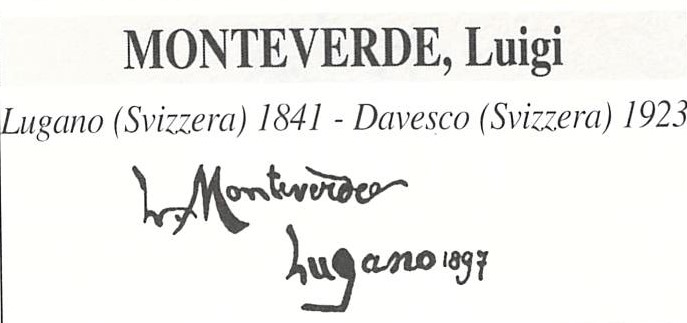 MONTEVERDE, Luigi
Lugano (Svizzera) 1841 - Davesco (Svizzera) 1923
L. Monteverde
Lugano 1897